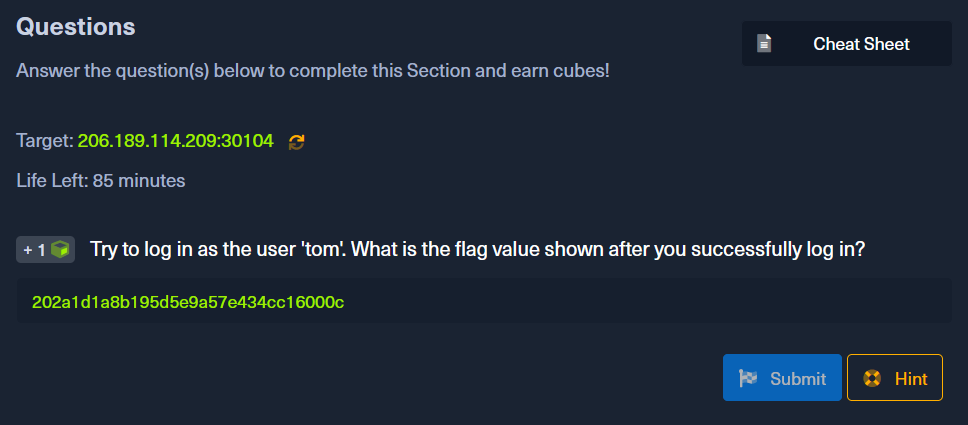 Questions
Cheat Sheet
Answer the question(s) below to complete this Section and earn cubes!
Target: 206.189.114.209:30104
Life Left: 85 minutes
+ 1 Try to log in as the user 'tom'. What is the flag value shown after you successfully log in?
202a1d1a8b195d5e9a57e434cc16000c
Submit
Hint